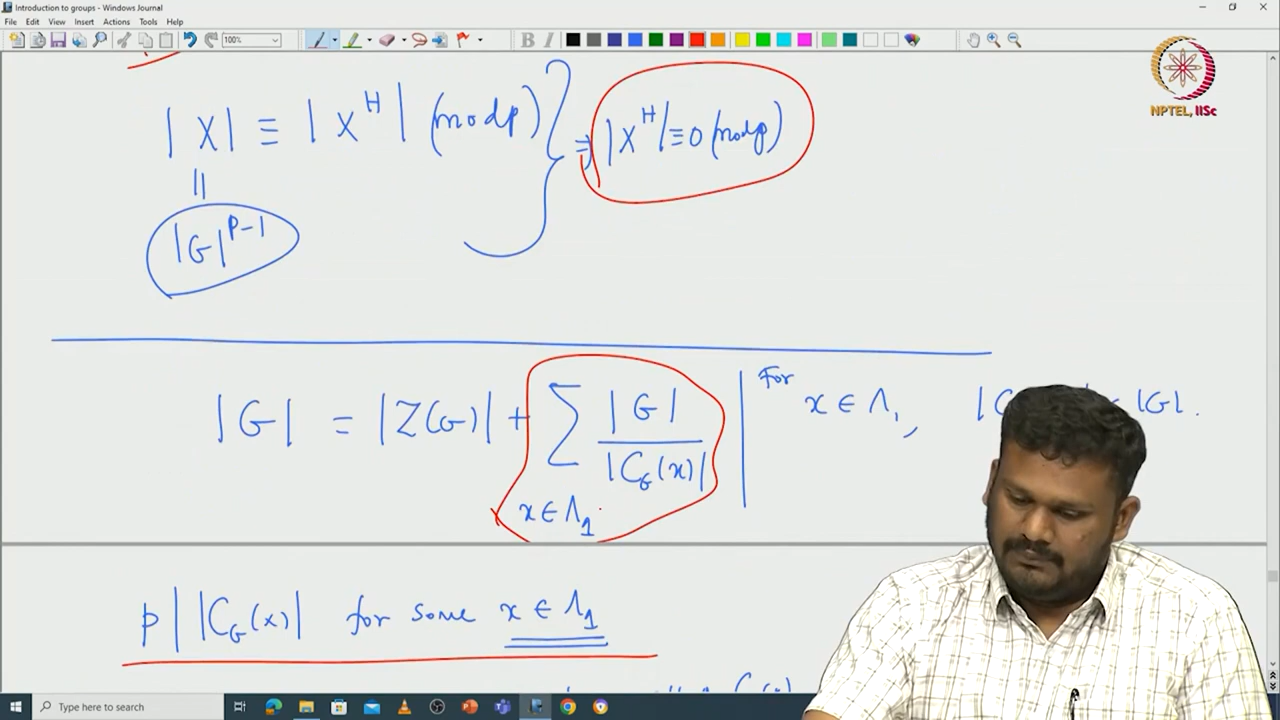 Introduction to groups - Windows Journal
File Edit View Insert Actions Tools Help
100%
B I
NPTEL, IISc
|X| ≡ |X^H| (mod p) } ⇒ |X^H| ≡ 0 (mod p)
||
|G|^{p-1}
|G| = |Z(G)| + ∑_{x ∈ Λ_1} |G| / |C_G(x)| | For x ∈ Λ_1, |G|.
p | |C_G(x)| for some x ∈ Λ_1
Type here to search